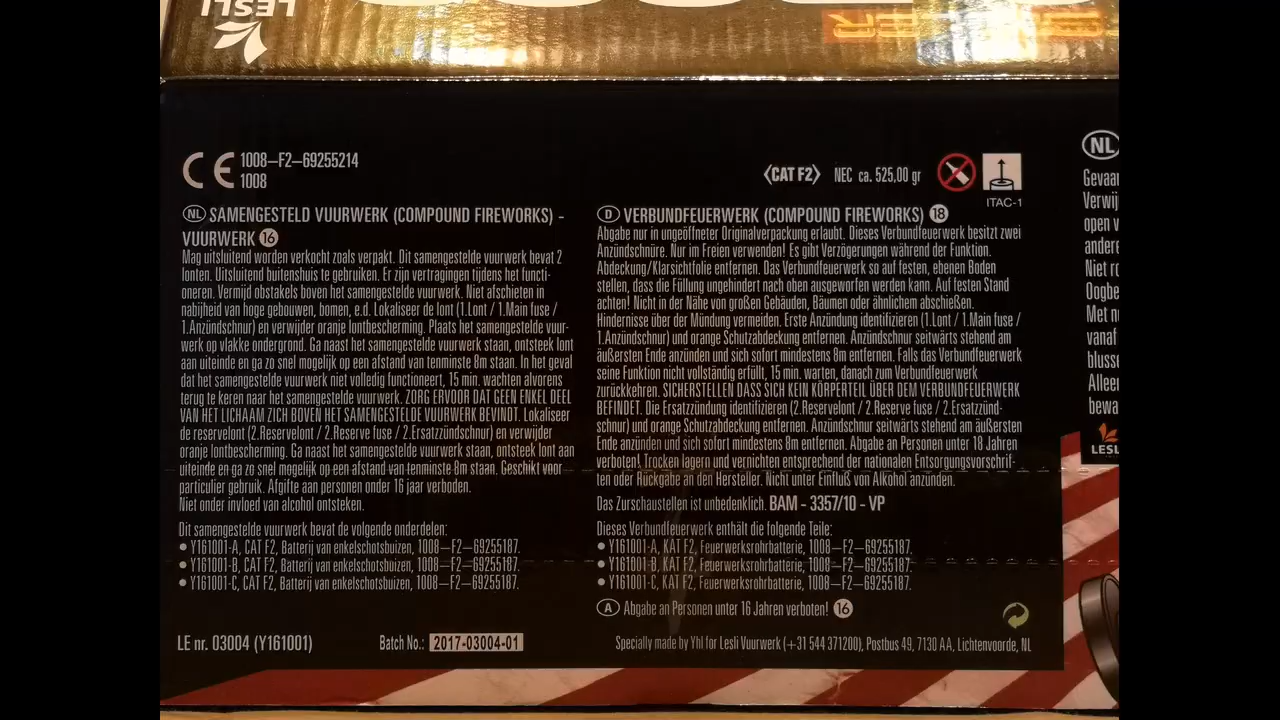 LESLI
1008–F2–69255214
1008
CAT F2
NEC ca. 525,00 gr
ITAC-1
NL SAMENGESTELD VUURWERK (COMPOUND FIREWORKS) –
VUURWERK 16
Mag uitsluitend worden verkocht zoals verpakt. Dit samengestelde vuurwerk bevat 2
lonten. Uitsluitend buitenshuis te gebruiken. Er zijn vertragingen tijdens het functi-
oneren. Vermijd obstakels boven het samengestelde vuurwerk. Niet afschieten in
nabijheid van hoge gebouwen, bomen, e.d. Lokaliseer de lont (1.Lont / 1.Main fuse /
1.Anzündschnur) en verwijder oranje lontbescherming. Plaats het samengestelde vuur-
werk op vlakke ondergrond. Ga naast het samengestelde vuurwerk staan, ontsteek lont
aan uiteinde en ga zo snel mogelijk op een afstand van tenminste 8m staan. In het geval
dat het samengestelde vuurwerk niet volledig functioneert, 15 min. wachten alvorens
terug te keren naar het samengestelde vuurwerk. ZORG ERVOOR DAT GEEN ENKEL DEEL
VAN HET LICHAAM ZICH BOVEN HET SAMENGESTELDE VUURWERK BEVINDT. Lokaliseer
de reservelont (2.Reservelont / 2.Reserve fuse / 2.Ersatzzündschnur) en verwijder
oranje lontbescherming. Ga naast het samengestelde vuurwerk staan, ontsteek lont aan
uiteinde en ga zo snel mogelijk op een afstand van tenminste 8m staan. Geschikt voor
particulier gebruik. Afgifte aan personen onder 16 jaar verboden.
Niet onder invloed van alcohol ontsteken.
Dit samengestelde vuurwerk bevat de volgende onderdelen:
● Y161001-A, CAT F2, Batterij van enkelschotsbuizen, 1008–F2–69255187.
● Y161001-B, CAT F2, Batterij van enkelschotsbuizen, 1008–F2–69255187.
● Y161001-C, CAT F2, Batterij van enkelschotsbuizen, 1008–F2–69255187.
LE nr. 03004 (Y161001)
Batch No.: 2017-03004-01
D VERBUNDFEUERWERK (COMPOUND FIREWORKS) 18
Abgabe nur in ungeöffneter Originalverpackung erlaubt. Dieses Verbundfeuerwerk besitzt zwei
Anzündschnüre. Nur im Freien verwenden! Es gibt Verzögerungen während der Funktion.
Abdeckung/Klarsichtfolie entfernen. Das Verbundfeuerwerk so auf festen, ebenen Boden
stellen, dass die Füllung ungehindert nach oben ausgeworfen werden kann. Auf festen Stand
achten! Nicht in der Nähe von großen Gebäuden, Bäumen oder ähnlichem abschießen.
Hindernisse über der Mündung vermeiden. Erste Anzündung identifizieren (1.Lont / 1.Main fuse /
1.Anzündschnur) und orange Schutzabdeckung entfernen. Anzündschnur seitwärts stehend am
äußersten Ende anzünden und sich sofort mindestens 8m entfernen. Falls das Verbundfeuerwerk
seine Funktion nicht vollständig erfüllt, 15 min. warten, danach zum Verbundfeuerwerk
zurückkehren. SICHERSTELLEN DASS SICH KEIN KÖRPERTEIL ÜBER DEM VERBUNDFEUERWERK
BEFINDET. Die Ersatzzündung identifizieren (2.Reservelont / 2.Reserve fuse / 2.Ersatzzünd-
schnur) und orange Schutzabdeckung entfernen. Anzündschnur seitwärts stehend am äußersten
Ende anzünden und sich sofort mindestens 8m entfernen. Abgabe an Personen unter 18 Jahren
verboten! Trocken lagern und vernichten entsprechend der nationalen Entsorgungsvorschrif-
ten oder Rückgabe an den Hersteller. Nicht unter Einfluß von Alkohol anzünden.
Das Zurschaustellen ist unbedenklich. BAM – 3357/10 – VP
Dieses Verbundfeuerwerk enthält die folgende Teile:
● Y161001-A, KAT F2, Feuerwerksrohrbatterie, 1008–F2–69255187.
● Y161001-B, KAT F2, Feuerwerksrohrbatterie, 1008–F2–69255187.
● Y161001-C, KAT F2, Feuerwerksrohrbatterie, 1008–F2–69255187.
A Abgabe an Personen unter 16 Jahren verboten! 16
Specially made by Yhl for Lesli Vuurwerk (+31 544 371200), Postbus 49, 7130 AA, Lichtenvoorde, NL
NL
open v
Niet ro
Met n
vanaf
LESL